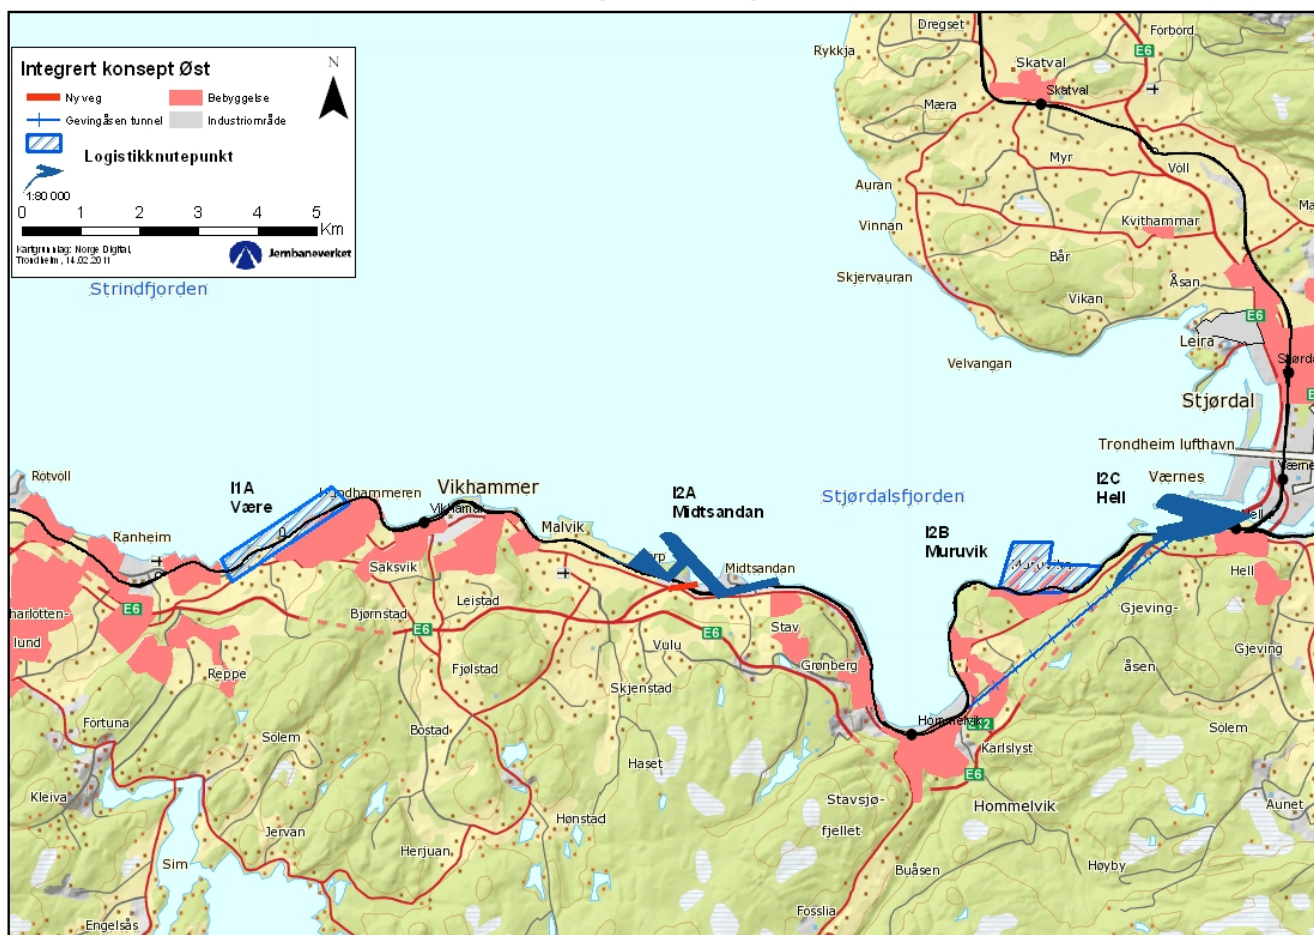 Integrert konsept Øst
N
Ny veg
Bebyggelse
Gevingåsen tunnel
Industriområde
Logistikknutepunkt
1:80 000
0 1 2 3 4 5
Km
Kartgrunnlag: Norge Digital,
Trondheim, 14.02.2011
Jernbaneverket
Dregset
Forbord
Rykkja
E6
Skatval
Skatval
Mæra
Myr
Voll
Auran
Vinnan
Kvithammar
Bår
Skjervauran
Åsan
Vikan
Strindfjorden
E6
Leira
Velvangan
Stjørdal
Trondheim lufthavn
Rotvoll
I1A
Være
Vikhammer
I2A
Midtsandan
Stjørdalsfjorden
I2C
Hell
Værnes
Malvik
Ranheim
I2B
Muruvik
Midtsandan
Saksvik
Hell
Bjørnstad
Leistad
Gjeving-
åsen
E6
E6
E6
Stav
lund
Vulu
Gjeving
Reppe
Fjølstad
Grønberg
Skjenstad
Fortuna
Solem
Bostad
Hommelvik
Solem
Karlslyst
Haset
E6
Kleiva
Stavsjø-
fjellet
Hommelvik
Aunet
Jervan
Hønstad
Herjuan
Sim
Buåsen
Høyby
Engelsås
Fosslia